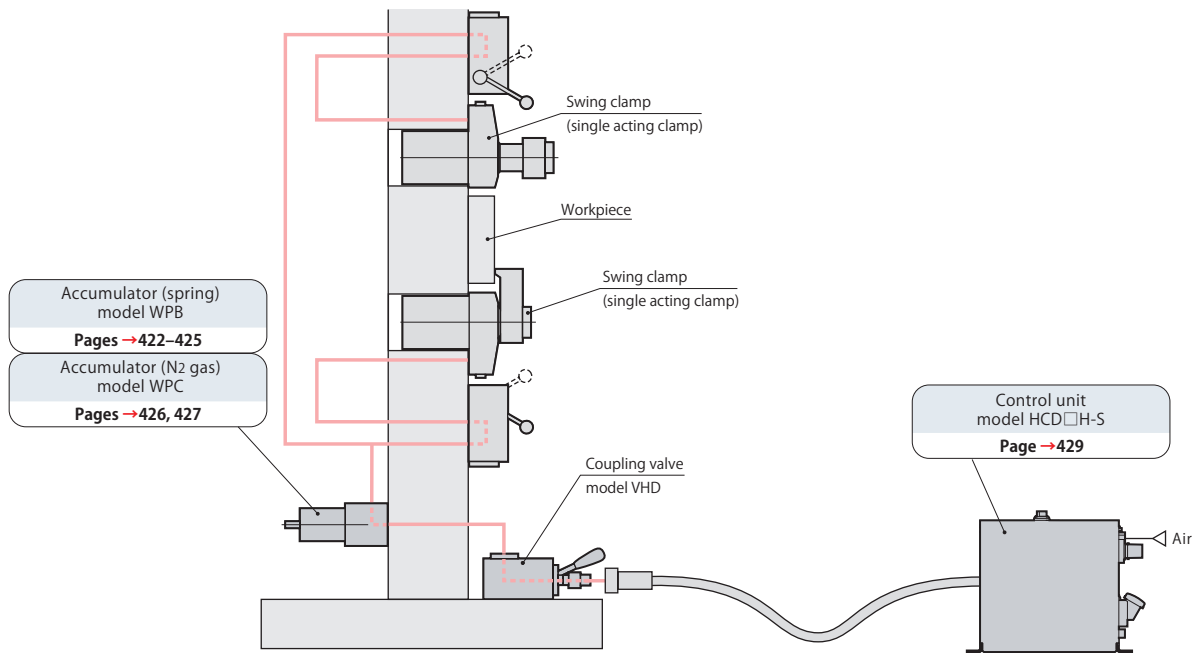 Swing clamp
(single acting clamp)
Workpiece
Swing clamp
(single acting clamp)
Accumulator (spring)
model WPB
Pages →422–425
Accumulator (N2 gas)
model WPC
Pages →426, 427
Control unit
model HCD□H-S
Page →429
Coupling valve
model VHD
Air